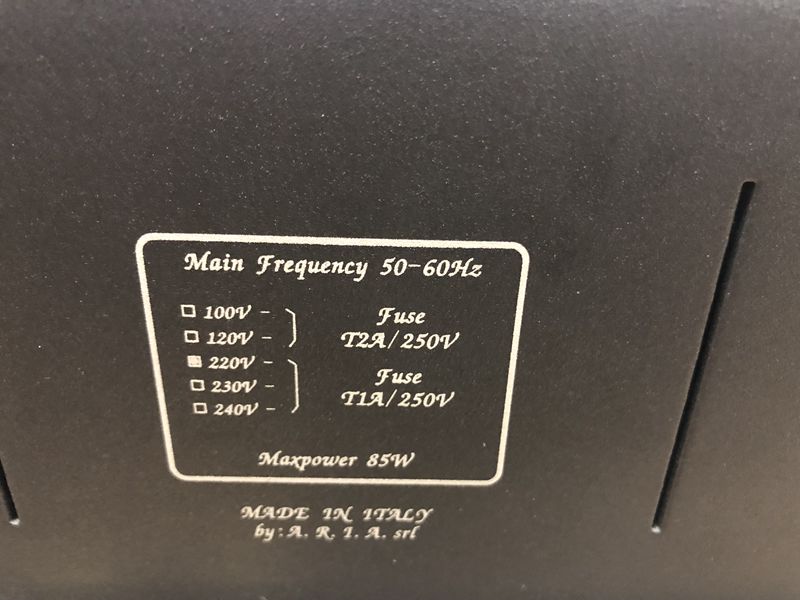 Main Frequency 50-60Hz
100V -
120V -
Fuse
T2A/250V
220V -
230V -
240V -
Fuse
T1A/250V
Maxpower 85W
MADE IN ITALY
by: A. R. I. A. srl